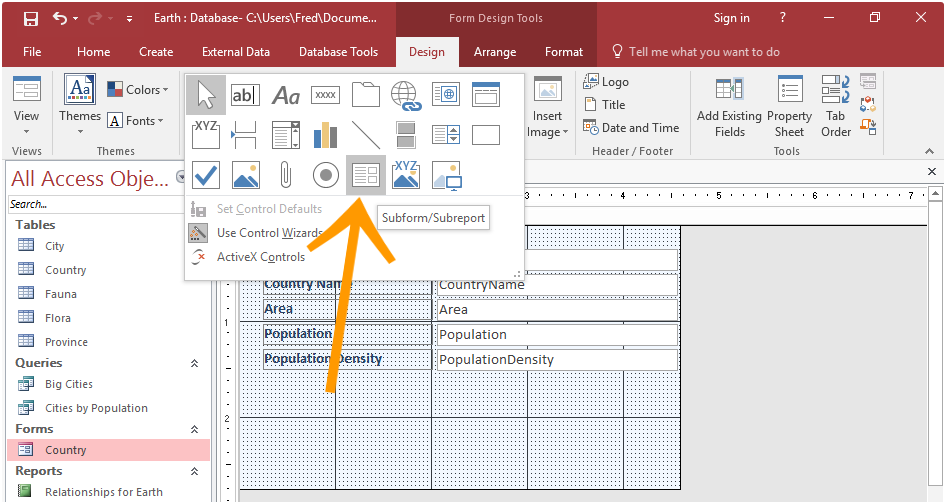 Earth : Database- C:\Users\Fred\Docume...
Form Design Tools
Sign in
?
File
Home
Create
External Data
Database Tools
Design
Arrange
Format
Tell me what you want to do
View
Views
Aa
Themes
Colors
A Fonts
Themes
ab
Aa
xxxx
XYZ
XYZ
Set Control Defaults
Use Control Wizards
ActiveX Controls
Subform/Subreport
Insert
Image
Logo
Title
Date and Time
Header / Footer
Add Existing
Fields
Property
Sheet
Tab
Order
Tools
All Access Obje...
Search...
Tables
City
Country
Fauna
Flora
Province
Queries
Big Cities
Cities by Population
Forms
Country
Reports
Relationships for Earth
4 5 6 7
1
2
Country Name
CountryName
Area
Area
Population
Population
Population Density
PopulationDensity